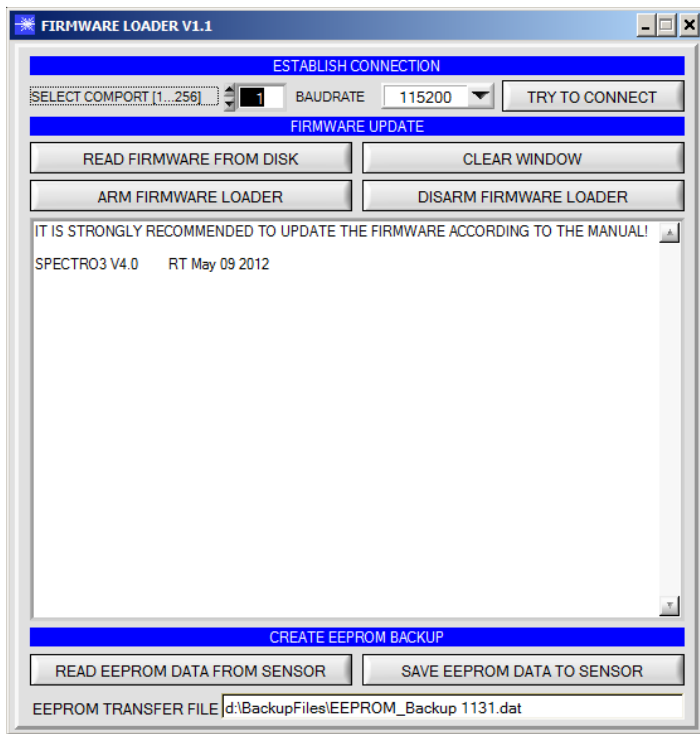 FIRMWARE LOADER V1.1
ESTABLISH CONNECTION
SELECT COMPORT [1...256] 1 BAUDRATE 115200 TRY TO CONNECT
FIRMWARE UPDATE
READ FIRMWARE FROM DISK CLEAR WINDOW
ARM FIRMWARE LOADER DISARM FIRMWARE LOADER
IT IS STRONGLY RECOMMENDED TO UPDATE THE FIRMWARE ACCORDING TO THE MANUAL!
SPECTRO3 V4.0 RT May 09 2012
CREATE EEPROM BACKUP
READ EEPROM DATA FROM SENSOR SAVE EEPROM DATA TO SENSOR
EEPROM TRANSFER FILE d:\BackupFiles\EEPROM_Backup 1131.dat